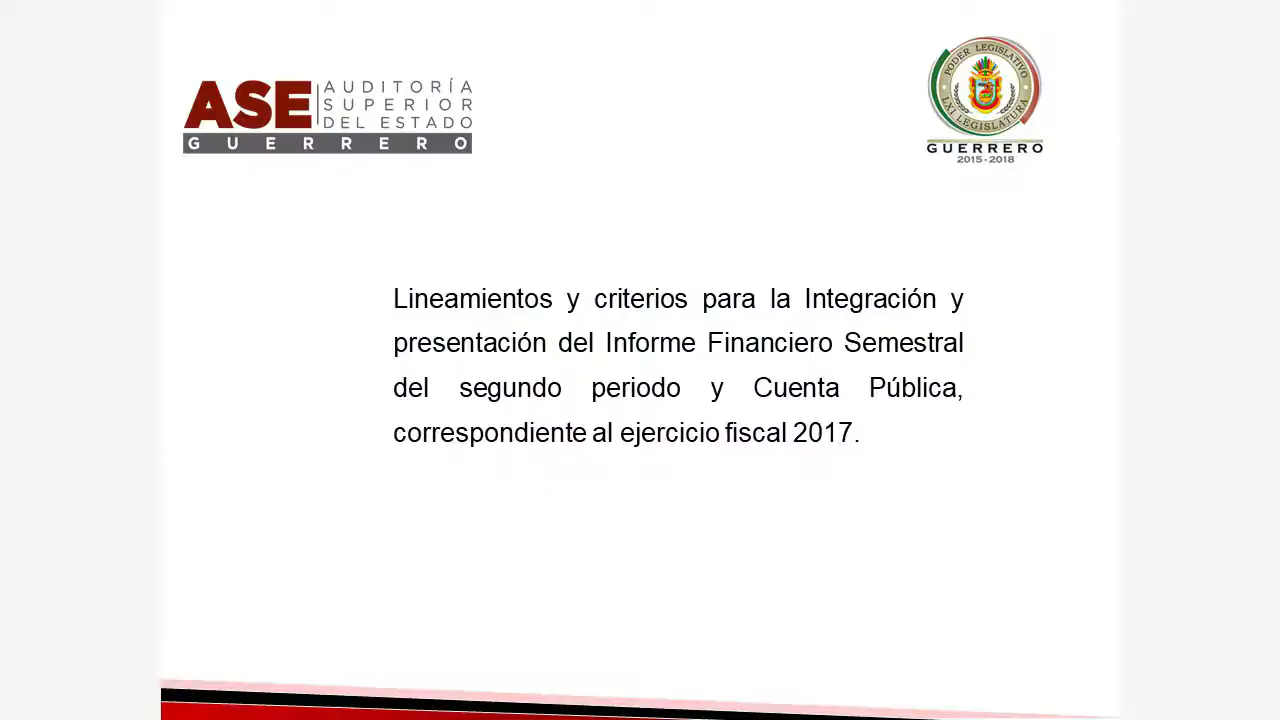 ASE
AUDITORÍA
SUPERIOR
DEL ESTADO
GUERRERO
PODER LEGISLATIVO
LXI LEGISLATURA
GUERRERO
2015-2018
Lineamientos y criterios para la Integración y
presentación del Informe Financiero Semestral
del segundo periodo y Cuenta Pública,
correspondiente al ejercicio fiscal 2017.